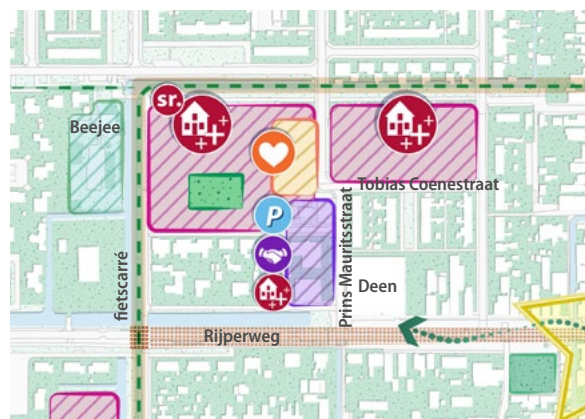 sr.
Beejee
Tobias Coenestraat
P
Prins Mauritsstraat
fietscarré
Deen
Rijperweg